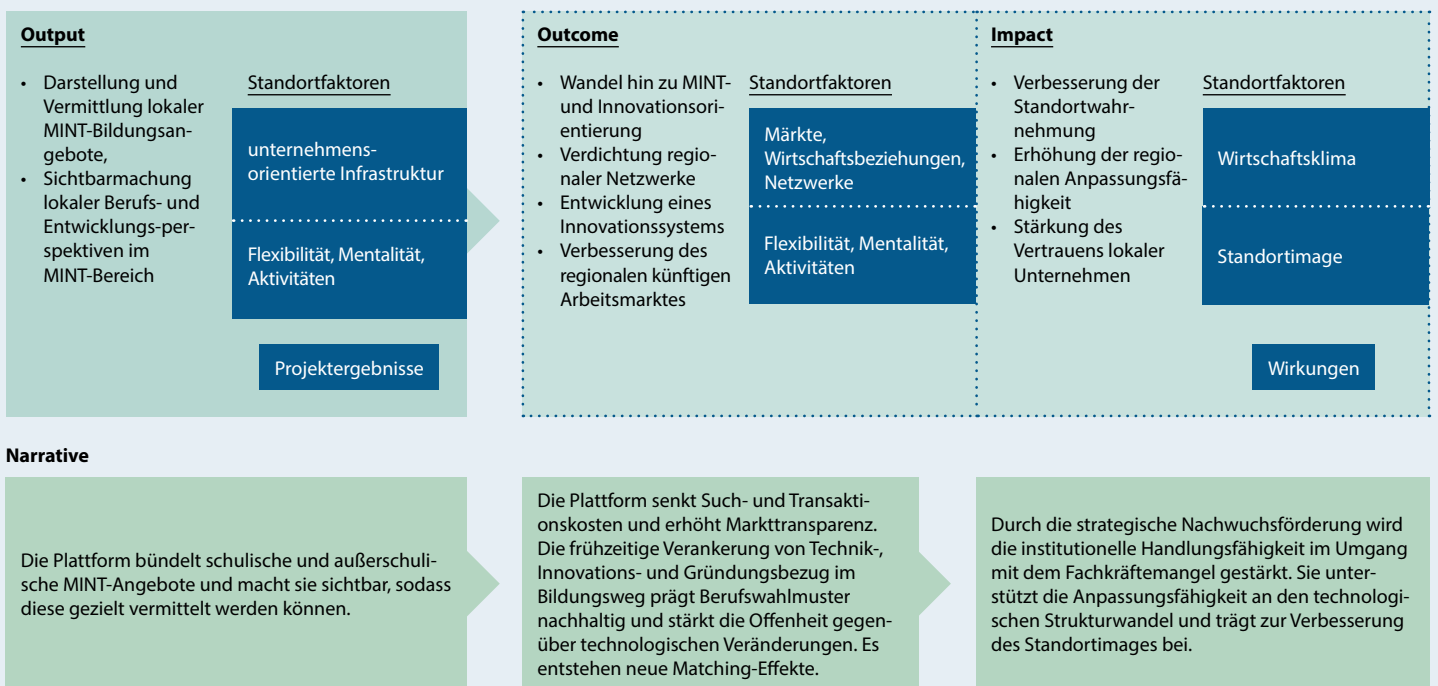 Output
• Darstellung und
Vermittlung lokaler
MINT-Bildungsan-
gebote,
• Sichtbarmachung
lokaler Berufs- und
Entwicklungs-per-
spektiven im
MINT-Bereich
Standortfaktoren
unternehmens-
orientierte Infrastruktur
Flexibilität, Mentalität,
Aktivitäten
Projektergebnisse
Outcome
• Wandel hin zu MINT-
und Innovationsori-
entierung
• Verdichtung regio-
naler Netzwerke
• Entwicklung eines
Innovationssystems
• Verbesserung des
regionalen künftigen
Arbeitsmarktes
Standortfaktoren
Märkte,
Wirtschaftsbeziehungen,
Netzwerke
Flexibilität, Mentalität,
Aktivitäten
Impact
• Verbesserung der
Standortwahr-
nehmung
• Erhöhung der regio-
nalen Anpassungsfä-
higkeit
• Stärkung des
Vertrauens lokaler
Unternehmen
Standortfaktoren
Wirtschaftsklima
Standortimage
Wirkungen
Narrative
Die Plattform bündelt schulische und außerschuli-
sche MINT-Angebote und macht sie sichtbar, sodass
diese gezielt vermittelt werden können.
Die Plattform senkt Such- und Transakti-
onskosten und erhöht Markttransparenz.
Die frühzeitige Verankerung von Technik-,
Innovations- und Gründungsbezug im
Bildungsweg prägt Berufswahlmuster
nachhaltig und stärkt die Offenheit gegen-
über technologischen Veränderungen. Es
entstehen neue Matching-Effekte.
Durch die strategische Nachwuchsförderung wird
die institutionelle Handlungsfähigkeit im Umgang
mit dem Fachkräftemangel gestärkt. Sie unter-
stützt die Anpassungsfähigkeit an den technologi-
schen Strukturwandel und trägt zur Verbesserung
des Standortimages bei.